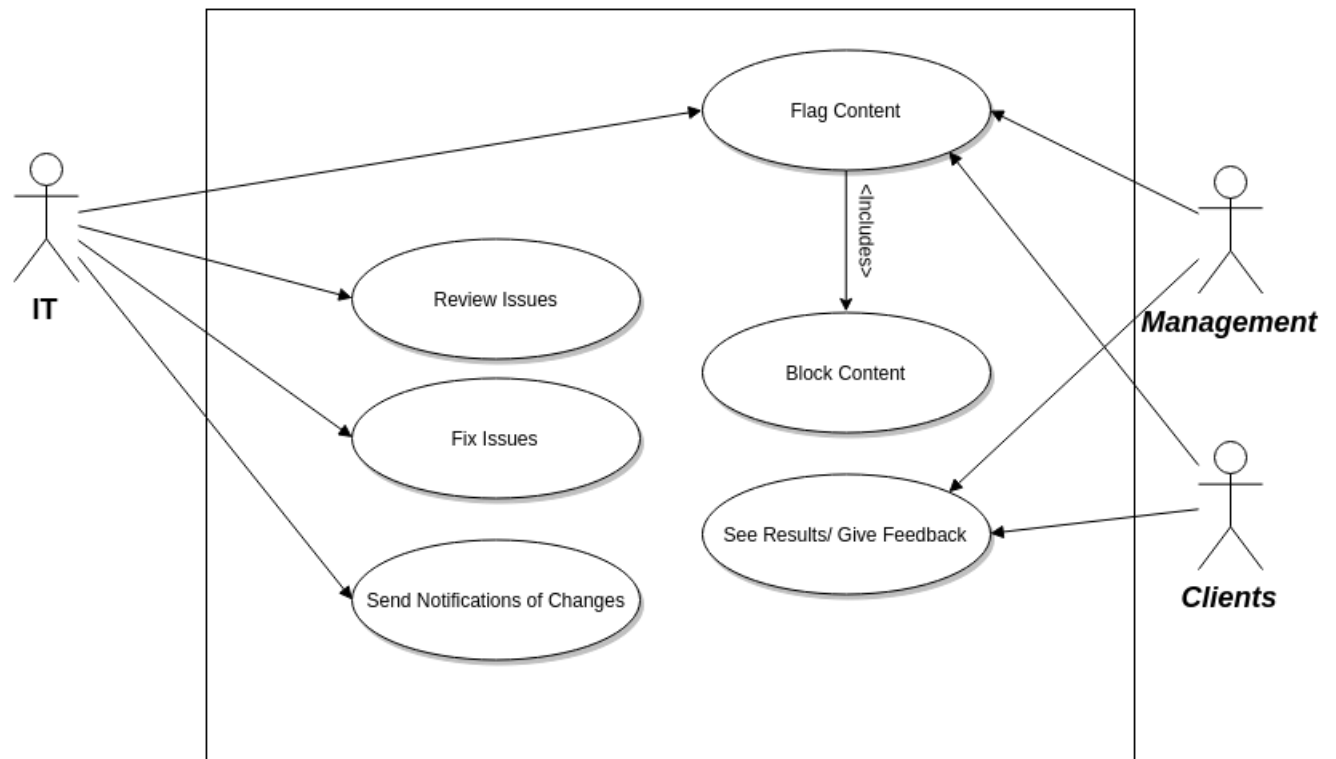 Flag Content
<Includes>
IT
Review Issues
Management
Block Content
Fix Issues
See Results/ Give Feedback
Clients
Send Notifications of Changes